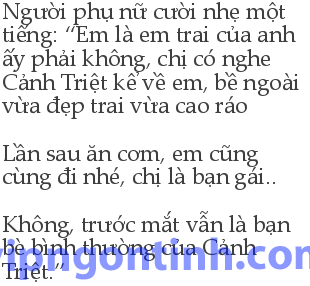 Người phụ nữ cười nhẹ một
tiếng: “Em là em trai của anh
ấy phải không, chị có nghe
Cảnh Triệt kể về em, bề ngoài
vừa đẹp trai vừa cao ráo
Lần sau ăn cơm, em cũng
cùng đi nhé, chị là bạn gái..
Không, trước mắt vẫn là bạn
bè bình thường của Cảnh
Triệt.”
vipngontinh.com